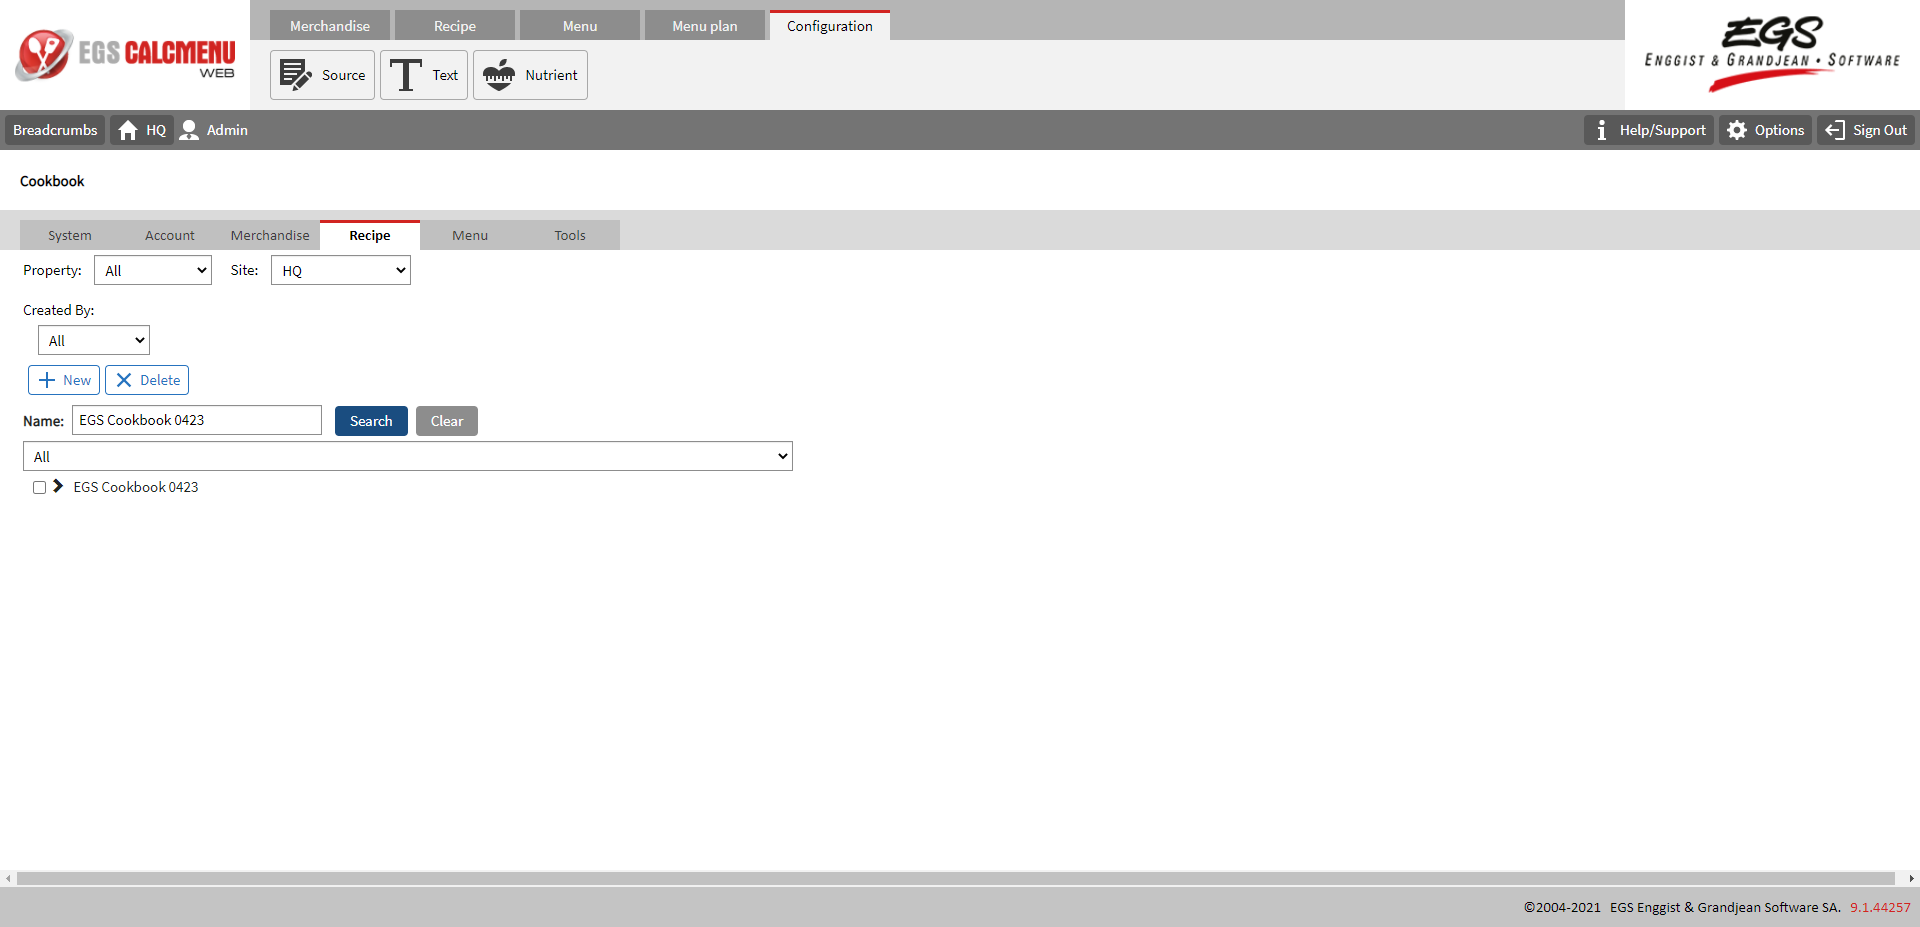 EGS CALCMENU
WEB
Merchandise
Recipe
Menu
Menu plan
Configuration
Source
Text
Nutrient
EGS
ENGGIST & GRANDJEAN • SOFTWARE
Breadcrumbs
HQ
Admin
Help/Support
Options
Sign Out
Cookbook
System
Account
Merchandise
Recipe
Menu
Tools
Property: All Site: HQ
Created By:
All
New
Delete
Name: EGS Cookbook 0423 Search Clear
All
EGS Cookbook 0423
©2004-2021 EGS Enggist & Grandjean Software SA. 9.1.44257